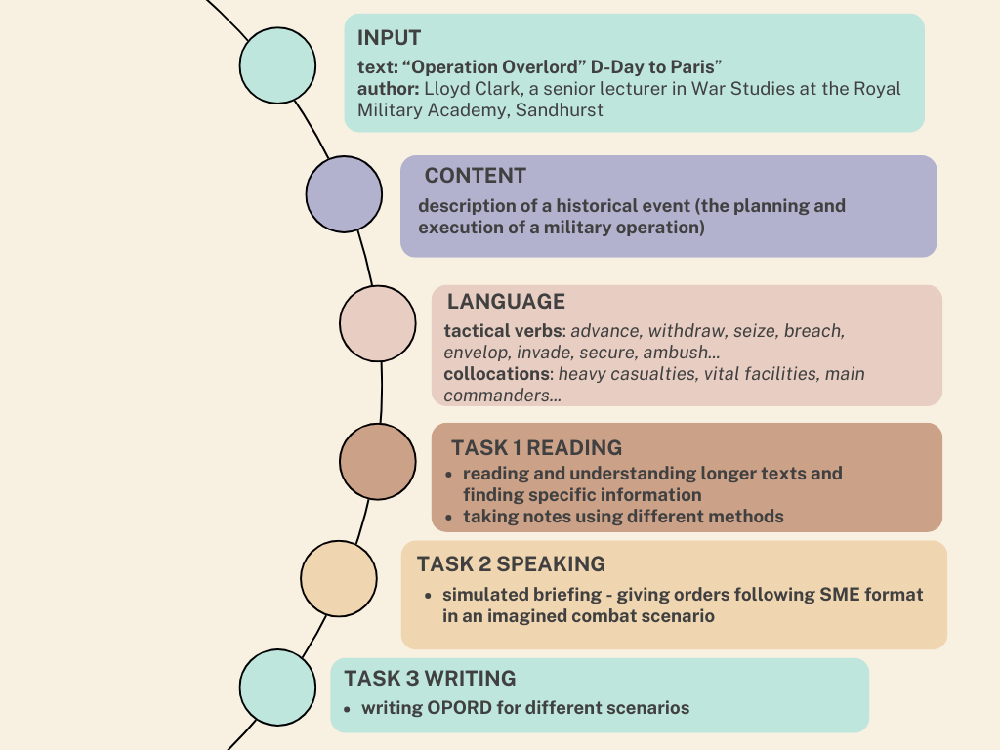 INPUT
text: “Operation Overlord” D-Day to Paris”
author: Lloyd Clark, a senior lecturer in War Studies at the Royal
Military Academy, Sandhurst
CONTENT
description of a historical event (the planning and
execution of a military operation)
LANGUAGE
tactical verbs: advance, withdraw, seize, breach,
envelop, invade, secure, ambush...
collocations: heavy casualties, vital facilities, main
commanders...
TASK 1 READING
• reading and understanding longer texts and
finding specific information
• taking notes using different methods
TASK 2 SPEAKING
• simulated briefing - giving orders following SME format
in an imagined combat scenario
TASK 3 WRITING
• writing OPORD for different scenarios